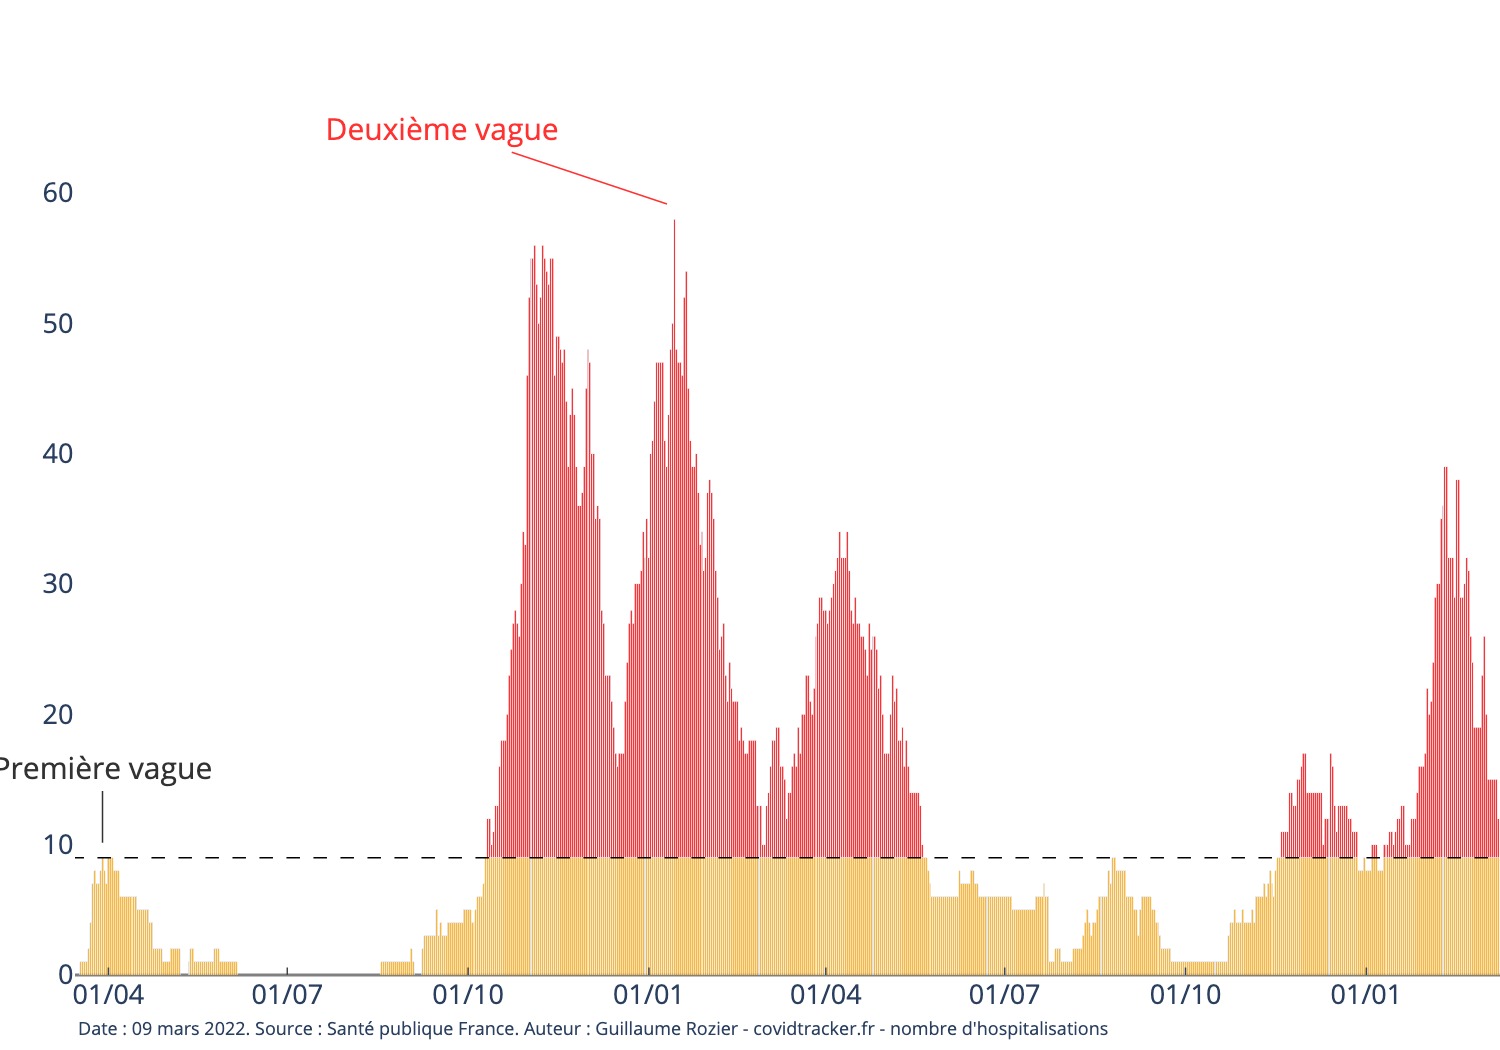 Deuxième vague
60
50
40
30
20
Première vague
10
0
01/04 01/07 01/10 01/01 01/04 01/07 01/10 01/01
Date : 09 mars 2022. Source : Santé publique France. Auteur : Guillaume Rozier - covidtracker.fr - nombre d'hospitalisations